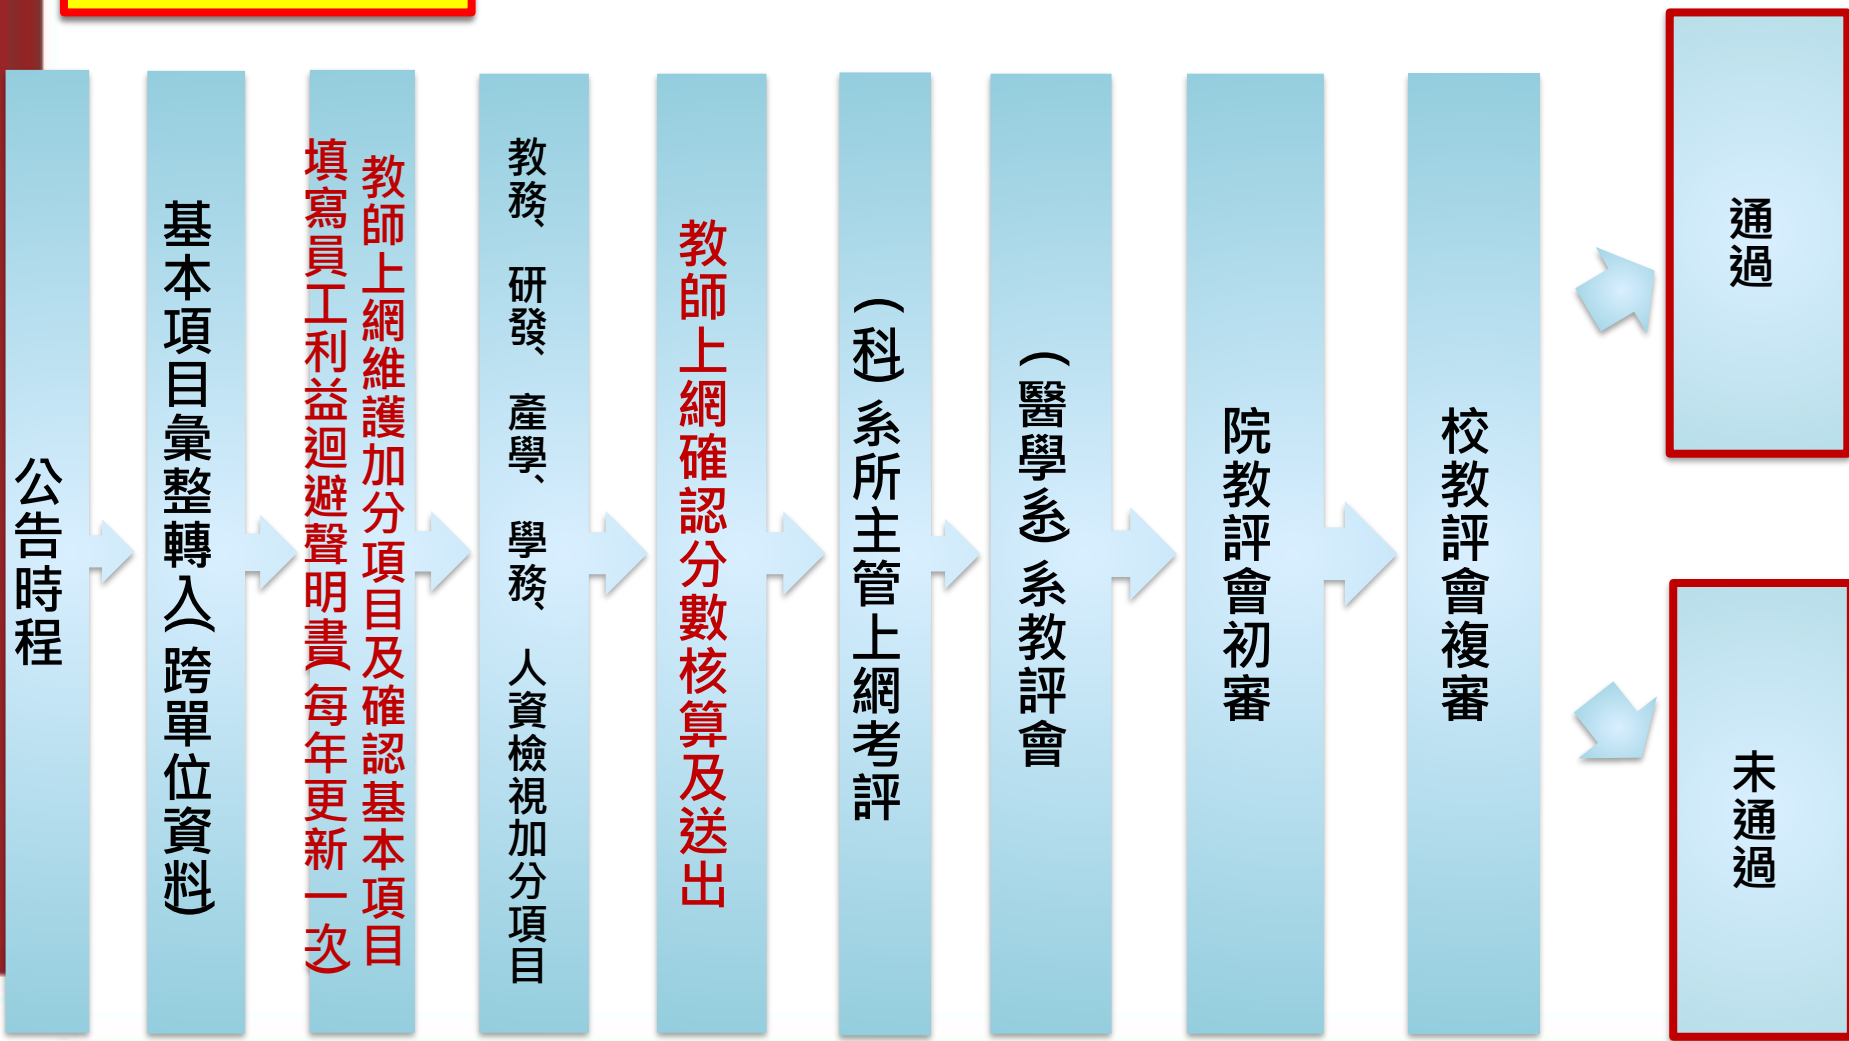 公告時程
基本項目彙整轉入(跨單位資料)
教師上網維護加分項目及確認基本項目
填寫員工利益迴避聲明書(每年更新一次)
教務、研發、產學、學務、人資檢視加分項目
教師上網確認分數核算及送出
(科)系所主管上網考評
(醫學系)系教評會
院教評會初審
校教評會複審
通過
未通過